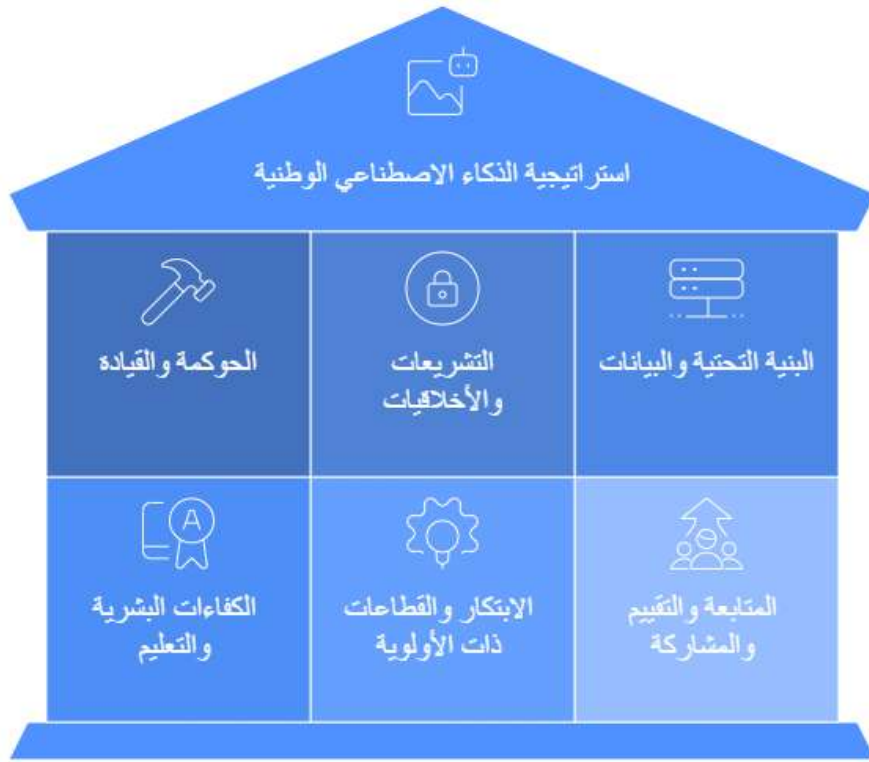 استراتيجية الذكاء الاصطناعي الوطنية
البنية التحتية والبيانات
التشريعات
والأخلاقيات
الحوكمة والقيادة
المتابعة والتقييم
والمشاركة
الابتكار والقطاعات
ذات الأولوية
الكفاءات البشرية
والتعليم
A